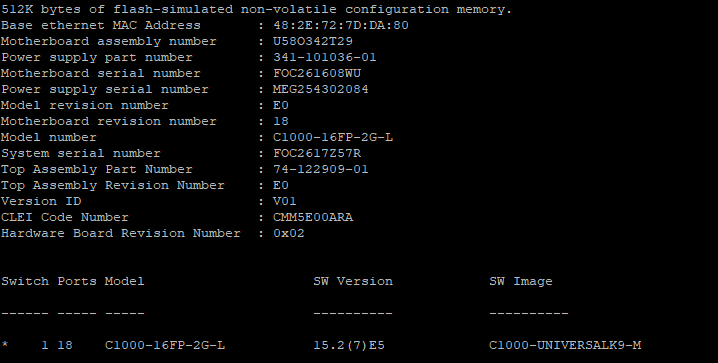 512K bytes of flash-simulated non-volatile configuration memory.
Base ethernet MAC Address       : 48:2E:72:7D:DA:80
Motherboard assembly number     : U58O342T29
Power supply part number        : 341-101036-01
Motherboard serial number       : FOC261608WU
Power supply serial number      : MEG254302084
Model revision number           : E0
Motherboard revision number     : 18
Model number                    : C1000-16FP-2G-L
System serial number            : FOC2617Z57R
Top Assembly Part Number        : 74-122909-01
Top Assembly Revision Number    : E0
Version ID                      : V01
CLEI Code Number                : CMM5E00ARA
Hardware Board Revision Number  : 0x02
Switch Ports Model                     SW Version            SW Image
------ ----- -----                     ----------            ----------
*    1 18    C1000-16FP-2G-L           15.2(7)E5             C1000-UNIVERSALK9-M